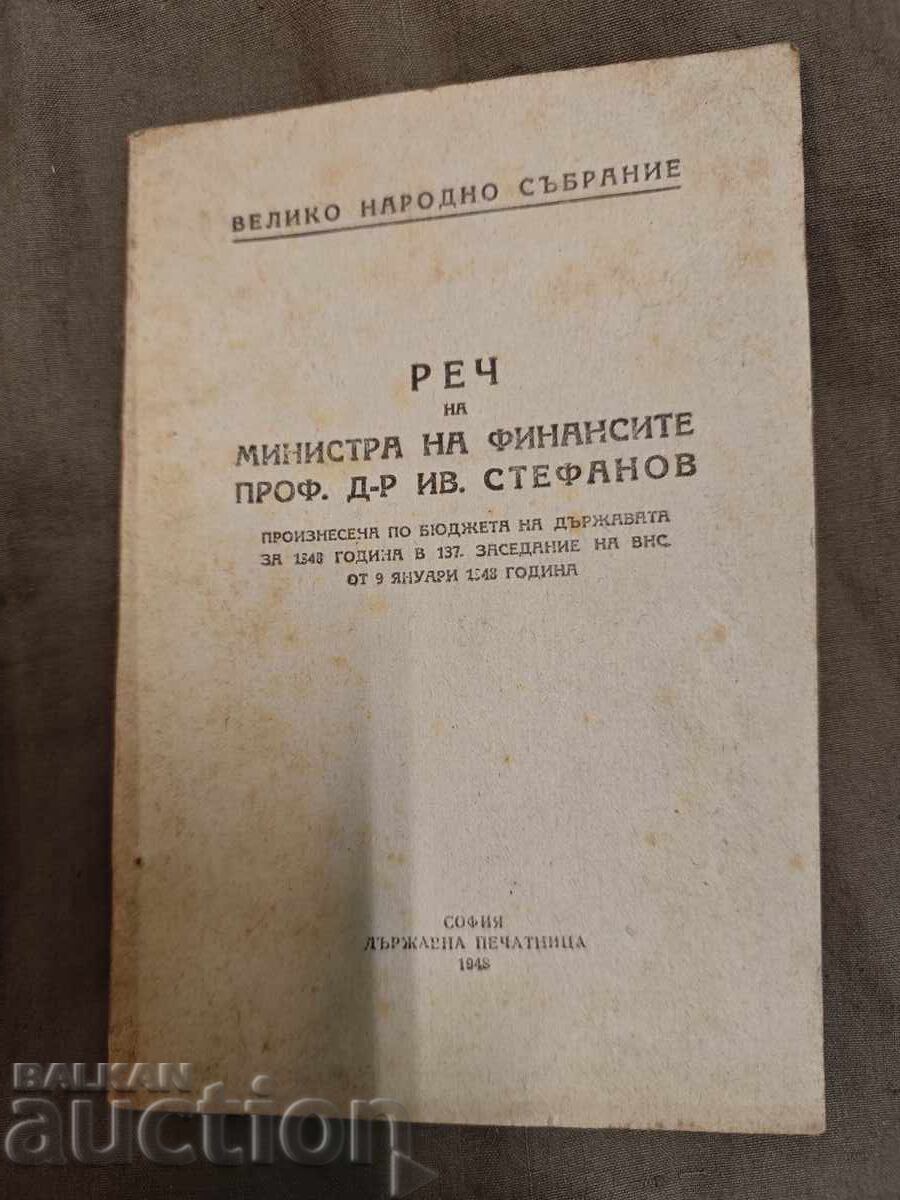 ВЕЛИКО НАРОДНО СЪБРАНИЕ
РЕЧ
НА
МИНИСТРА НА ФИНАНСИТЕ
ПРОФ. Д-Р ИВ. СТЕФАНОВ
ПРОИЗНЕСЕНА ПО БЮДЖЕТА НА ДЪРЖАВАТА
ЗА 1948 ГОДИНА В 137. ЗАСЕДАНИЕ НА ВНС.
ОТ 9 ЯНУАРИ 1948 ГОДИНА
СОФИЯ
ДЪРЖАВНА ПЕЧАТНИЦА
1948
BALKAN
auction